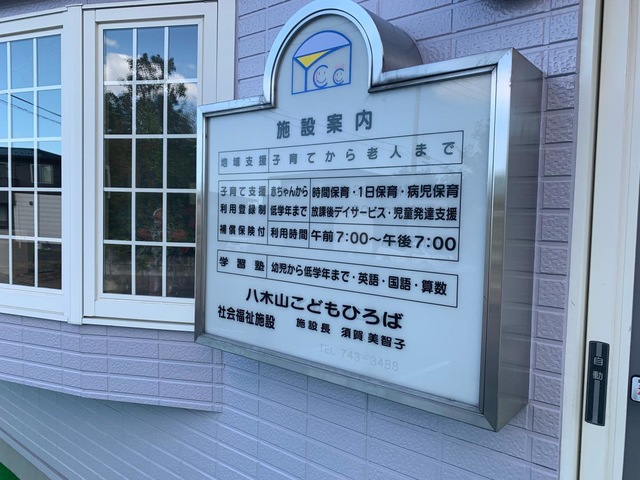 YCC
施設案内
地域支援 子育てから老人まで
子育て支援 赤ちゃんから 時間保育・1日保育・病児保育
利用登録制 低学年まで 放課後デイサービス・児童発達支援
補償保険付 利用時間 午前7:00～午後7:00
学習塾 幼児から低学年まで・英語・国語・算数
八木山こどもひろば
社会福祉施設 施設長 須賀美智子
TEL 743-3488
自動